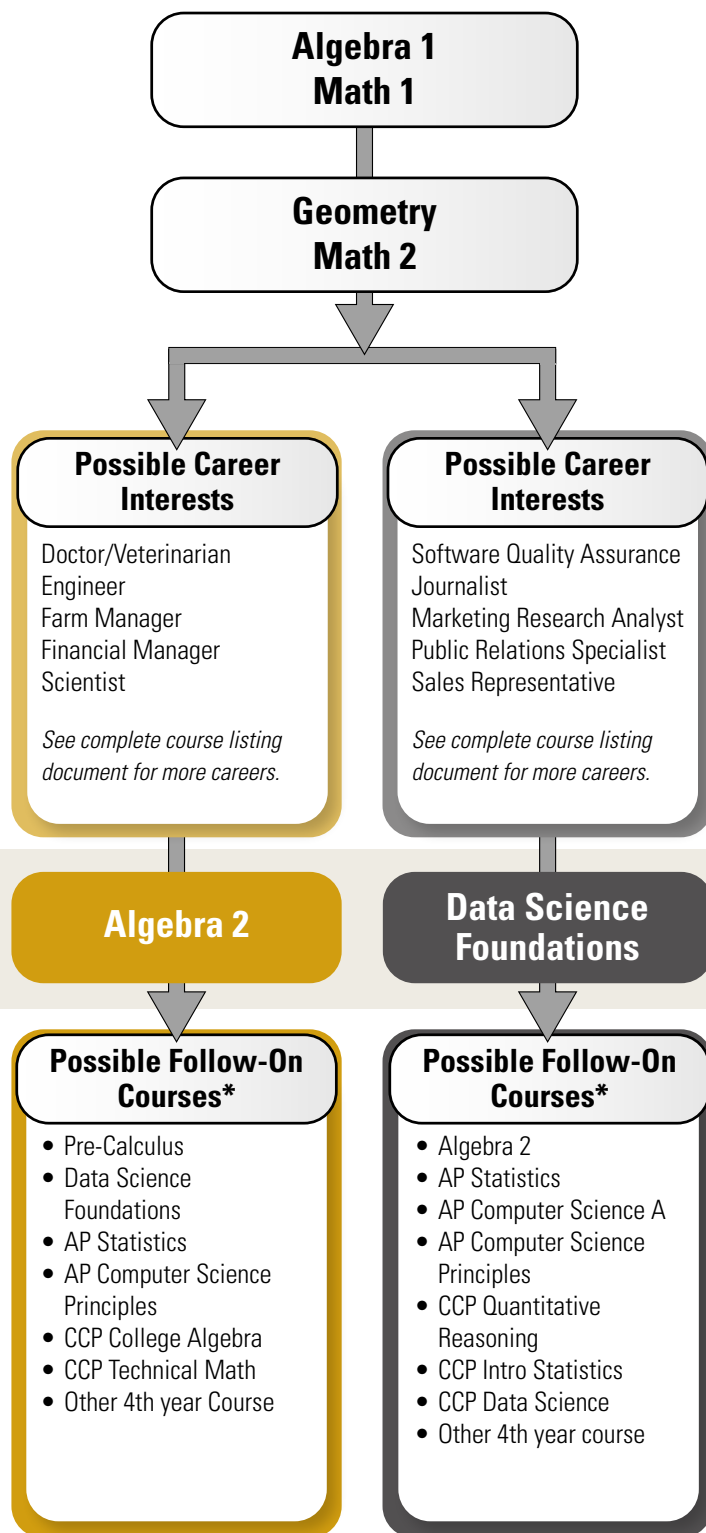 Algebra 1
Math 1
Geometry
Math 2
Possible Career
Interests
Doctor/Veterinarian
Engineer
Farm Manager
Financial Manager
Scientist
See complete course listing
document for more careers.
Possible Career
Interests
Software Quality Assurance
Journalist
Marketing Research Analyst
Public Relations Specialist
Sales Representative
See complete course listing
document for more careers.
Algebra 2
Data Science
Foundations
Possible Follow-On
Courses*
• Pre-Calculus
• Data Science
Foundations
• AP Statistics
• AP Computer Science
Principles
• CCP College Algebra
• CCP Technical Math
• Other 4th year Course
Possible Follow-On
Courses*
• Algebra 2
• AP Statistics
• AP Computer Science A
• AP Computer Science
Principles
• CCP Quantitative
Reasoning
• CCP Intro Statistics
• CCP Data Science
• Other 4th year course